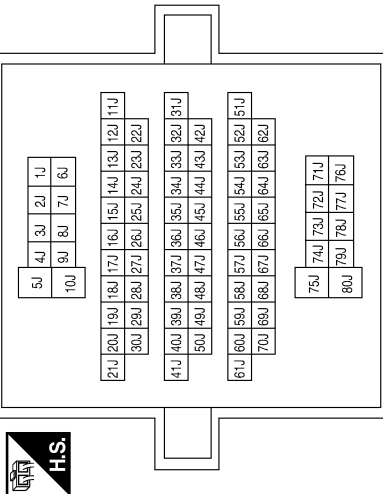 H.S.
5J 4J 3J 2J 1J
10J 9J 8J 7J 6J
21J 20J 19J 18J 17J 16J 15J 14J 13J 12J 11J
30J 29J 28J 27J 26J 25J 24J 23J 22J
41J 40J 39J 38J 37J 36J 35J 34J 33J 32J 31J
50J 49J 48J 47J 46J 45J 44J 43J 42J
61J 60J 59J 58J 57J 56J 55J 54J 53J 52J 51J
70J 69J 68J 67J 66J 65J 64J 63J 62J
75J 74J 73J 72J 71J
80J 79J 78J 77J 76J